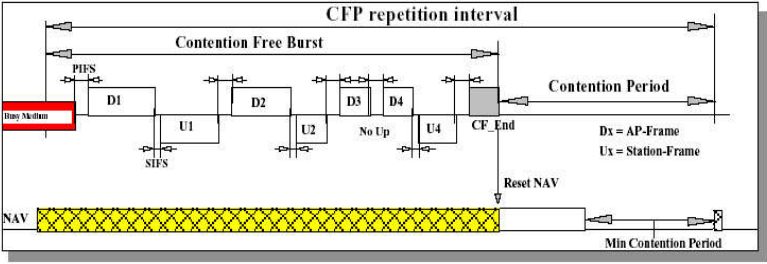 CFP repetition interval
Contention Free Burst
PIFS
Contention Period
D1
D2
D3
D4
Busy Medium
U1
U2
No Up
U4
CF_End
Dx = AP-Frame
Ux = Station-Frame
SIFS
Reset NAV
NAV
Min Contention Period